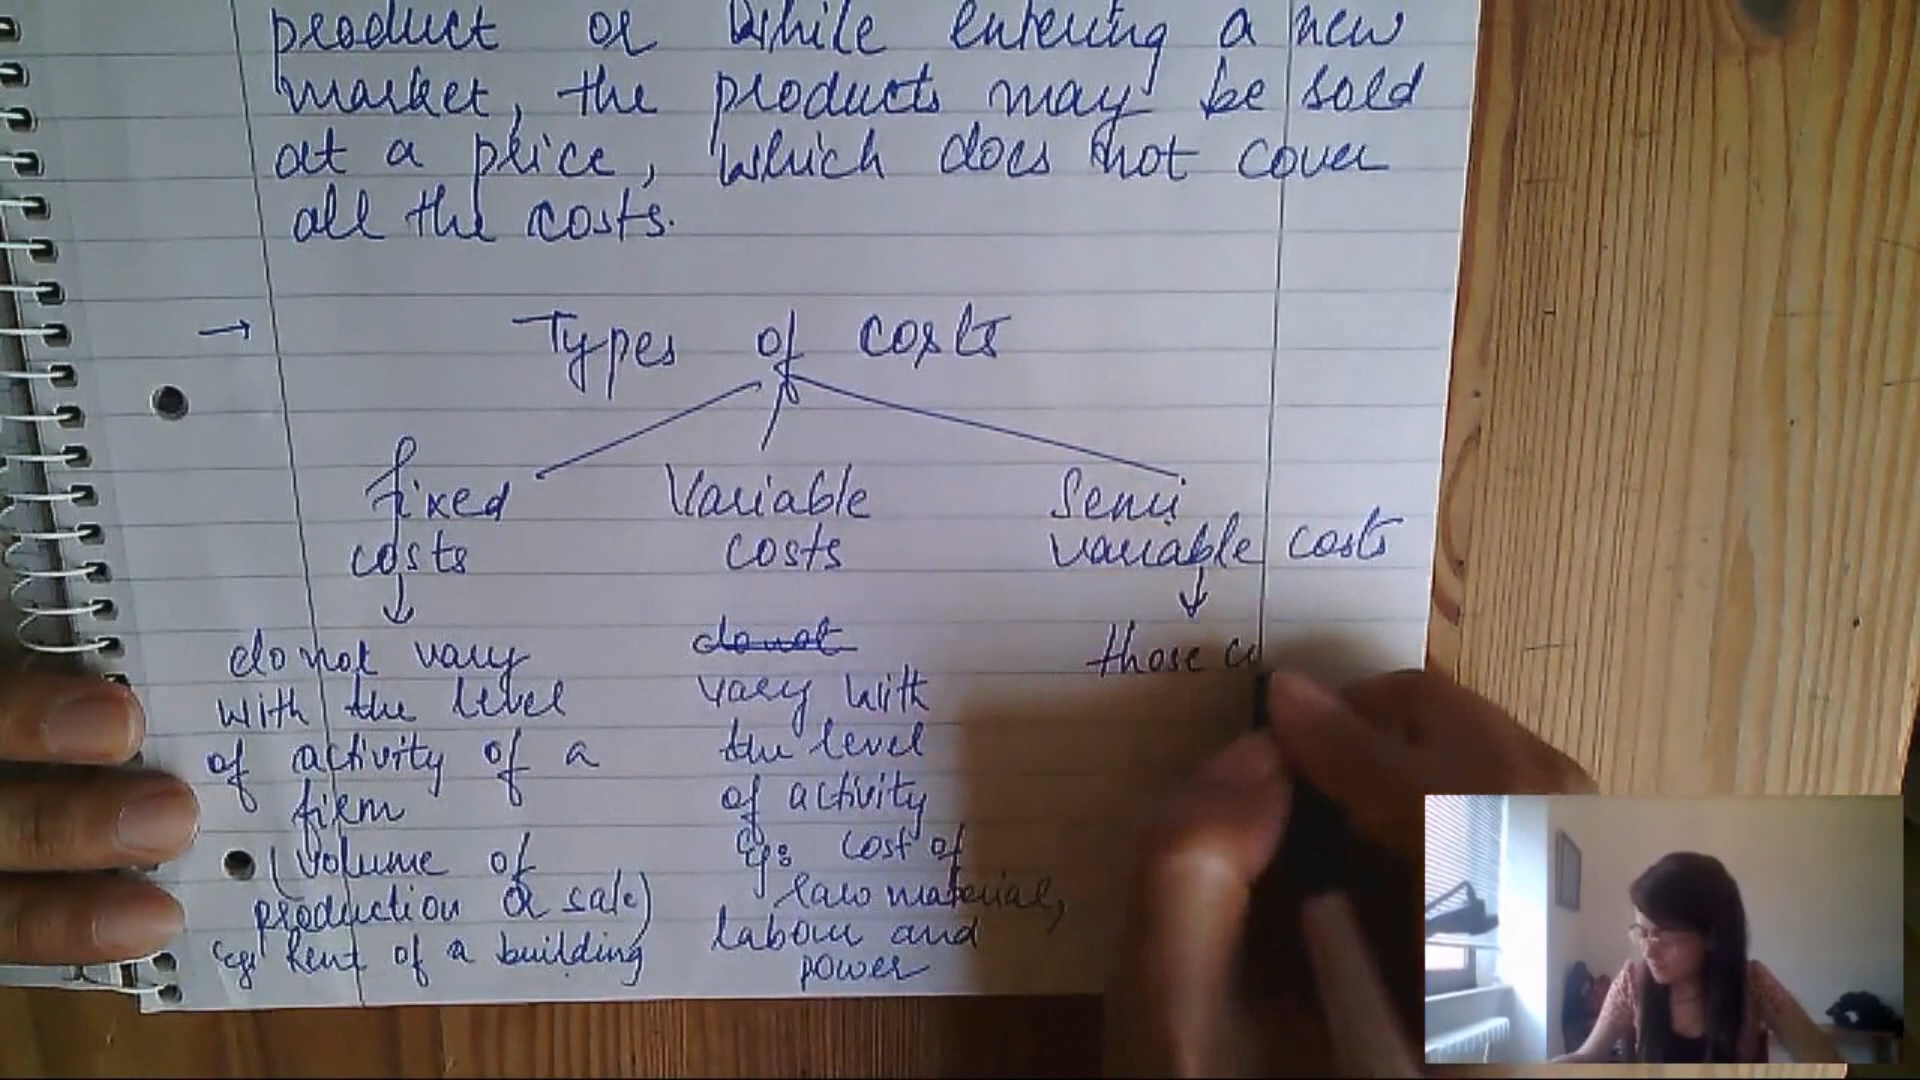 product or while entering a new
market, the products may be sold
at a price, which does not cover
all the costs.
→ Types of costs
fixed
costs
↓
do not vary
with the level
of activity of a
firm
(volume of
production or sale)
eg: Rent of a building
Variable
costs
do not
vary with
the level
of activity
eg: cost of
raw material,
labour and
power
Semi
variable costs
↓
those co